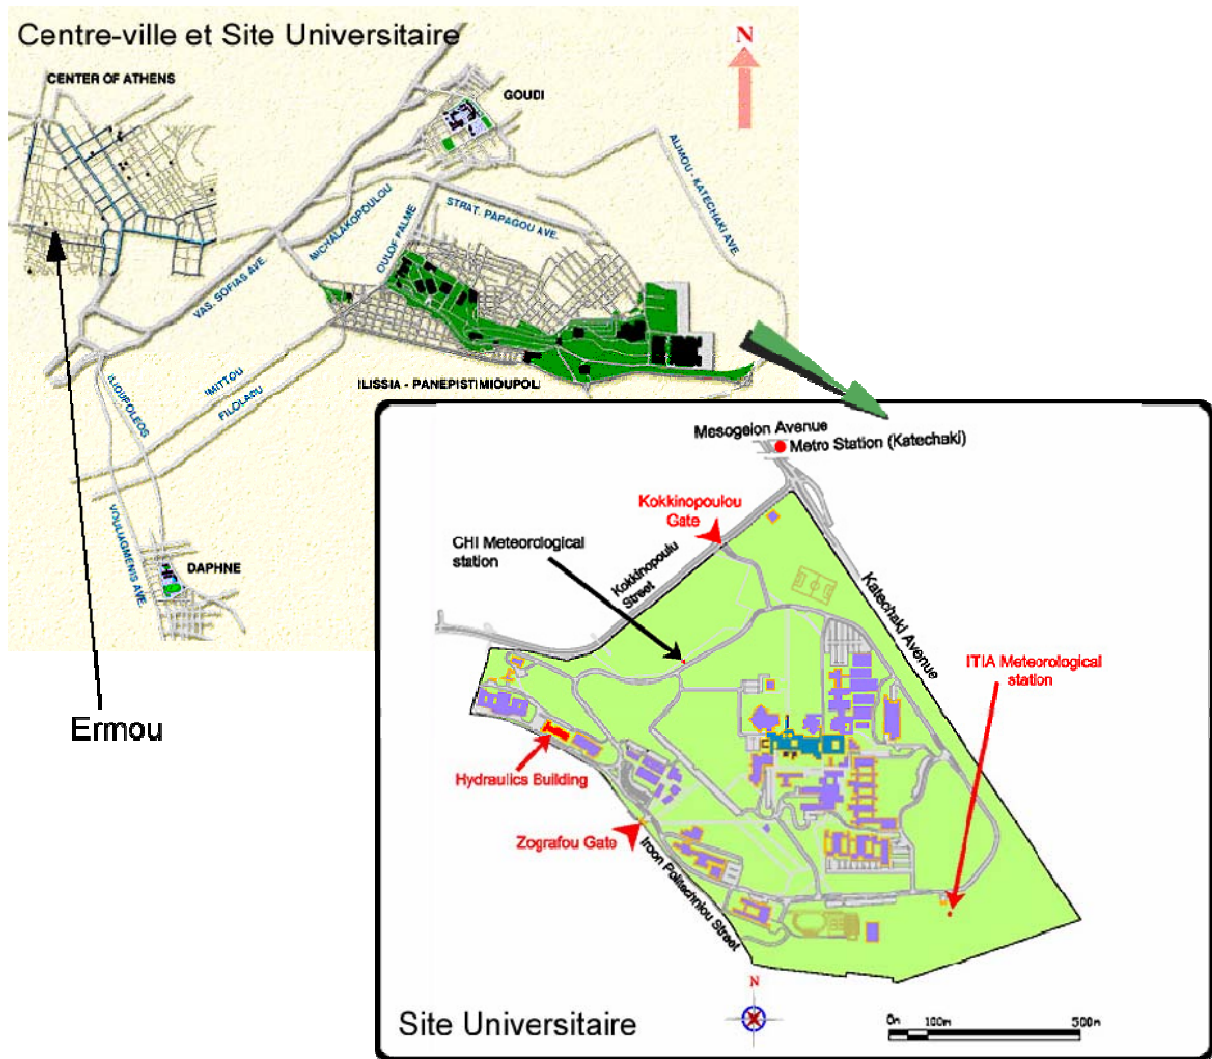 Centre-ville et Site Universitaire
N
CENTER OF ATHENS
GOUDI
ALIMOU - KATECHAKI AVE.
MICHALAKOPOULOU
OULOF PALME
STRAT. PAPAGOU AVE.
VAS. SOFIAS AVE.
ILISSIA - PANEPISTIMIOUPOLI
IMITTOU
FILOLAOU
ILIOUPOLEOS
VOULIAGMENIS AVE.
DAPHNE
Ermou
Mesogeion Avenue
Metro Station (Katechaki)
Kokkinopoulou
Gate
CHI Meteorological
station
Kokkinopoulu
Street
Katechaki Avenue
ITIA Meteorological
station
Hydraulics Building
Zografou Gate
Iroon Politechniou Street
N
Site Universitaire
0m 100m 500m